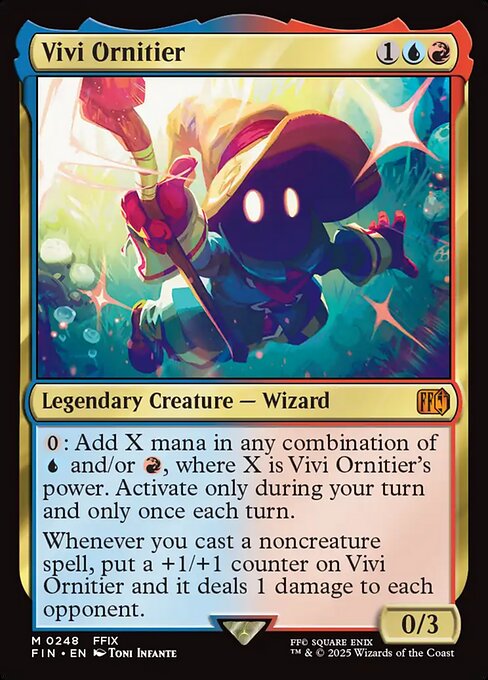 Vivi Ornitier 1
Legendary Creature — Wizard FFIX
0: Add X mana in any combination of
and/or , where X is Vivi Ornitier's
power. Activate only during your turn
and only once each turn.
Whenever you cast a noncreature
spell, put a +1/+1 counter on Vivi
Ornitier and it deals 1 damage to each
opponent.
0/3
M 0248 FFIX
FIN • EN Toni Infante
FF© SQUARE ENIX
™ & © 2025 Wizards of the Coast